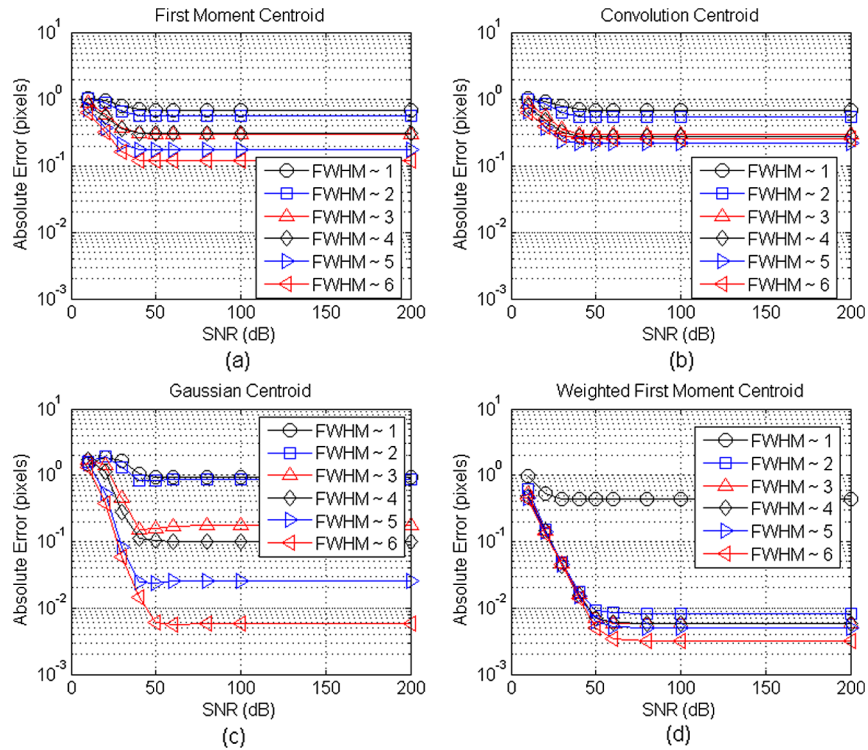 First Moment Centroid
Absolute Error (pixels)
10^1
10^0
10^-1
10^-2
10^-3
FWHM ~ 1
FWHM ~ 2
FWHM ~ 3
FWHM ~ 4
FWHM ~ 5
FWHM ~ 6
0 50 100 150 200
SNR (dB)
(a)
Convolution Centroid
Absolute Error (pixels)
10^1
10^0
10^-1
10^-2
10^-3
FWHM ~ 1
FWHM ~ 2
FWHM ~ 3
FWHM ~ 4
FWHM ~ 5
FWHM ~ 6
0 50 100 150 200
SNR (dB)
(b)
Gaussian Centroid
Absolute Error (pixels)
10^1
10^0
10^-1
10^-2
10^-3
FWHM ~ 1
FWHM ~ 2
FWHM ~ 3
FWHM ~ 4
FWHM ~ 5
FWHM ~ 6
0 50 100 150 200
SNR (dB)
(c)
Weighted First Moment Centroid
Absolute Error (pixels)
10^1
10^0
10^-1
10^-2
10^-3
FWHM ~ 1
FWHM ~ 2
FWHM ~ 3
FWHM ~ 4
FWHM ~ 5
FWHM ~ 6
0 50 100 150 200
SNR (dB)
(d)